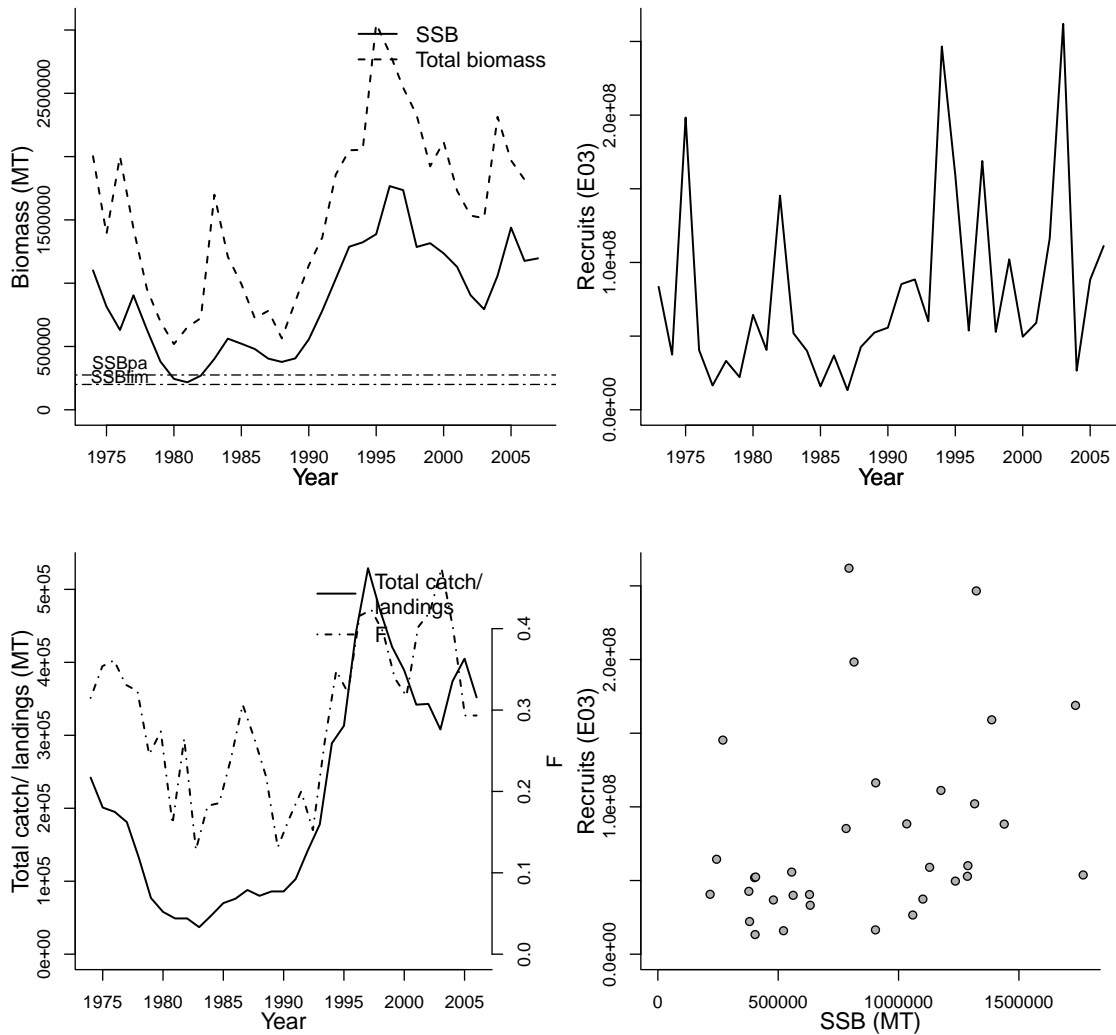 SSB
Total biomass
Biomass (MT)
0
500000
1500000
2500000
SSBpa
SSBlim
1975 1980 1985 1990 1995 2000 2005
Year
Recruits (E03)
0.0e+00
1.0e+08
2.0e+08
1975 1980 1985 1990 1995 2000 2005
Year
Total catch/
landings
F
Total catch/ landings (MT)
0e+00
1e+05
2e+05
3e+05
4e+05
5e+05
0.0
0.1
0.2
0.3
0.4
F
1975 1980 1985 1990 1995 2000 2005
Year
Recruits (E03)
0.0e+00
1.0e+08
2.0e+08
0 500000 1000000 1500000
SSB (MT)